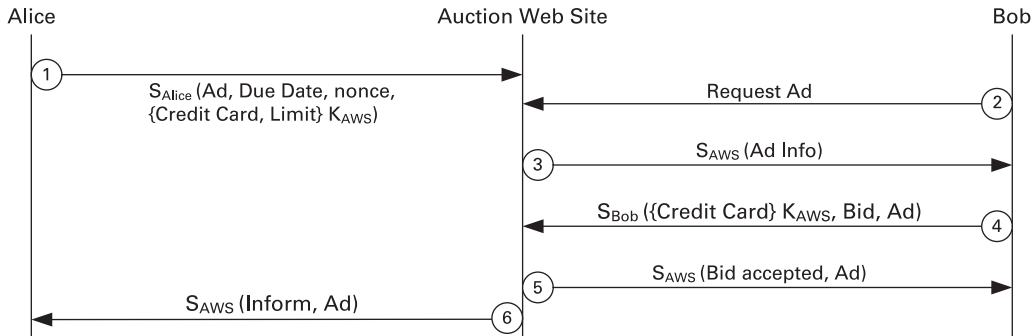 Alice
Auction Web Site
Bob
1
S_Alice (Ad, Due Date, nonce,
{Credit Card, Limit} K_AWS)
Request Ad
2
3
S_AWS (Ad Info)
S_Bob ({Credit Card} K_AWS, Bid, Ad)
4
5
S_AWS (Bid accepted, Ad)
S_AWS (Inform, Ad)
6